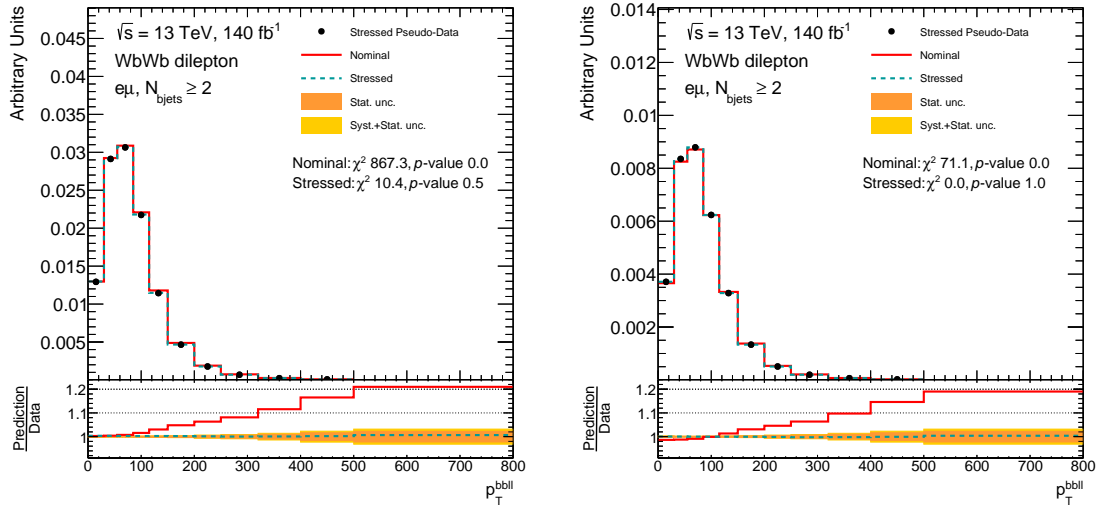 Arbitrary Units
√s = 13 TeV, 140 fb⁻¹
WbWb dilepton
eμ, N_bjets ≥ 2
Stressed Pseudo-Data
Nominal
Stressed
Stat. unc.
Syst.+Stat. unc.
Nominal: χ² 867.3, p-value 0.0
Stressed: χ² 10.4, p-value 0.5
0.045
0.04
0.035
0.03
0.025
0.02
0.015
0.01
0.005
Prediction
Data
1.2
1.1
1
0 100 200 300 400 500 600 700 800
p_T^bbll
Arbitrary Units
√s = 13 TeV, 140 fb⁻¹
WbWb dilepton
eμ, N_bjets ≥ 2
Stressed Pseudo-Data
Nominal
Stressed
Stat. unc.
Syst.+Stat. unc.
Nominal: χ² 71.1, p-value 0.0
Stressed: χ² 0.0, p-value 1.0
0.014
0.012
0.01
0.008
0.006
0.004
0.002
Prediction
Data
1.2
1.1
1
0 100 200 300 400 500 600 700 800
p_T^bbll